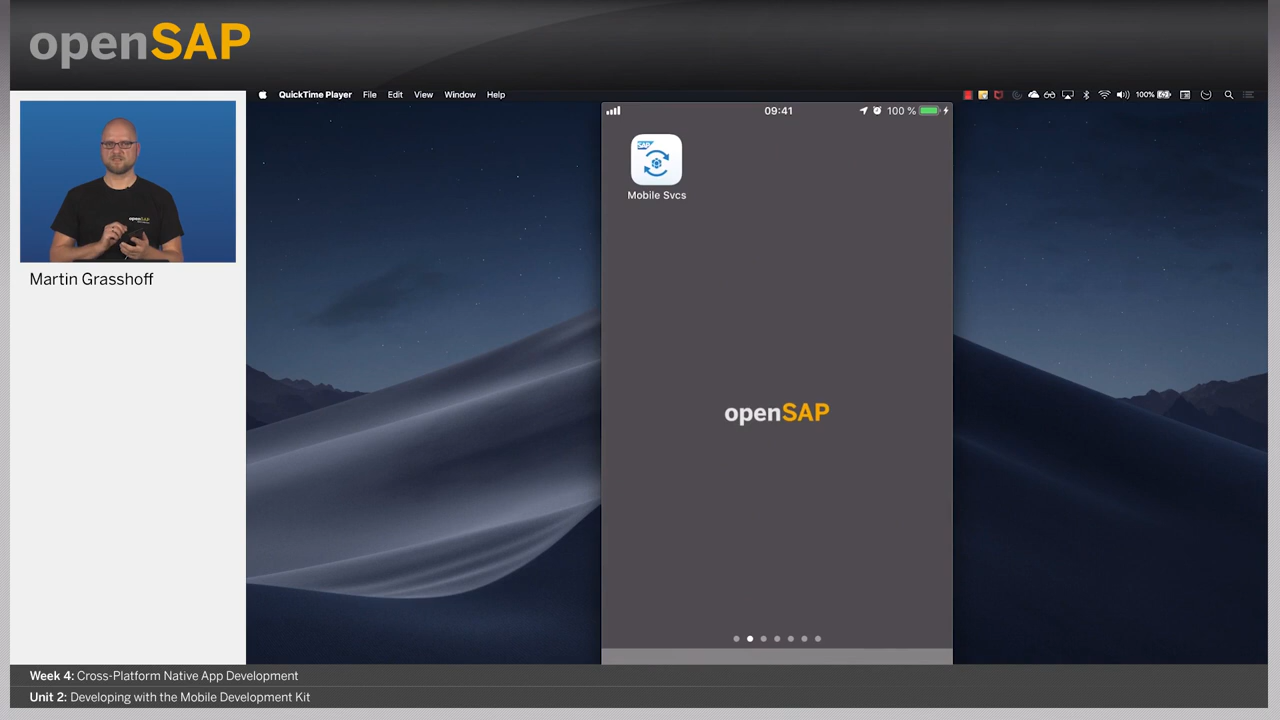 openSAP
QuickTime Player File Edit View Window Help
100%
09:41
100 %
SAP
Mobile Svcs
openSAP
Martin Grasshoff
Week 4: Cross-Platform Native App Development
Unit 2: Developing with the Mobile Development Kit